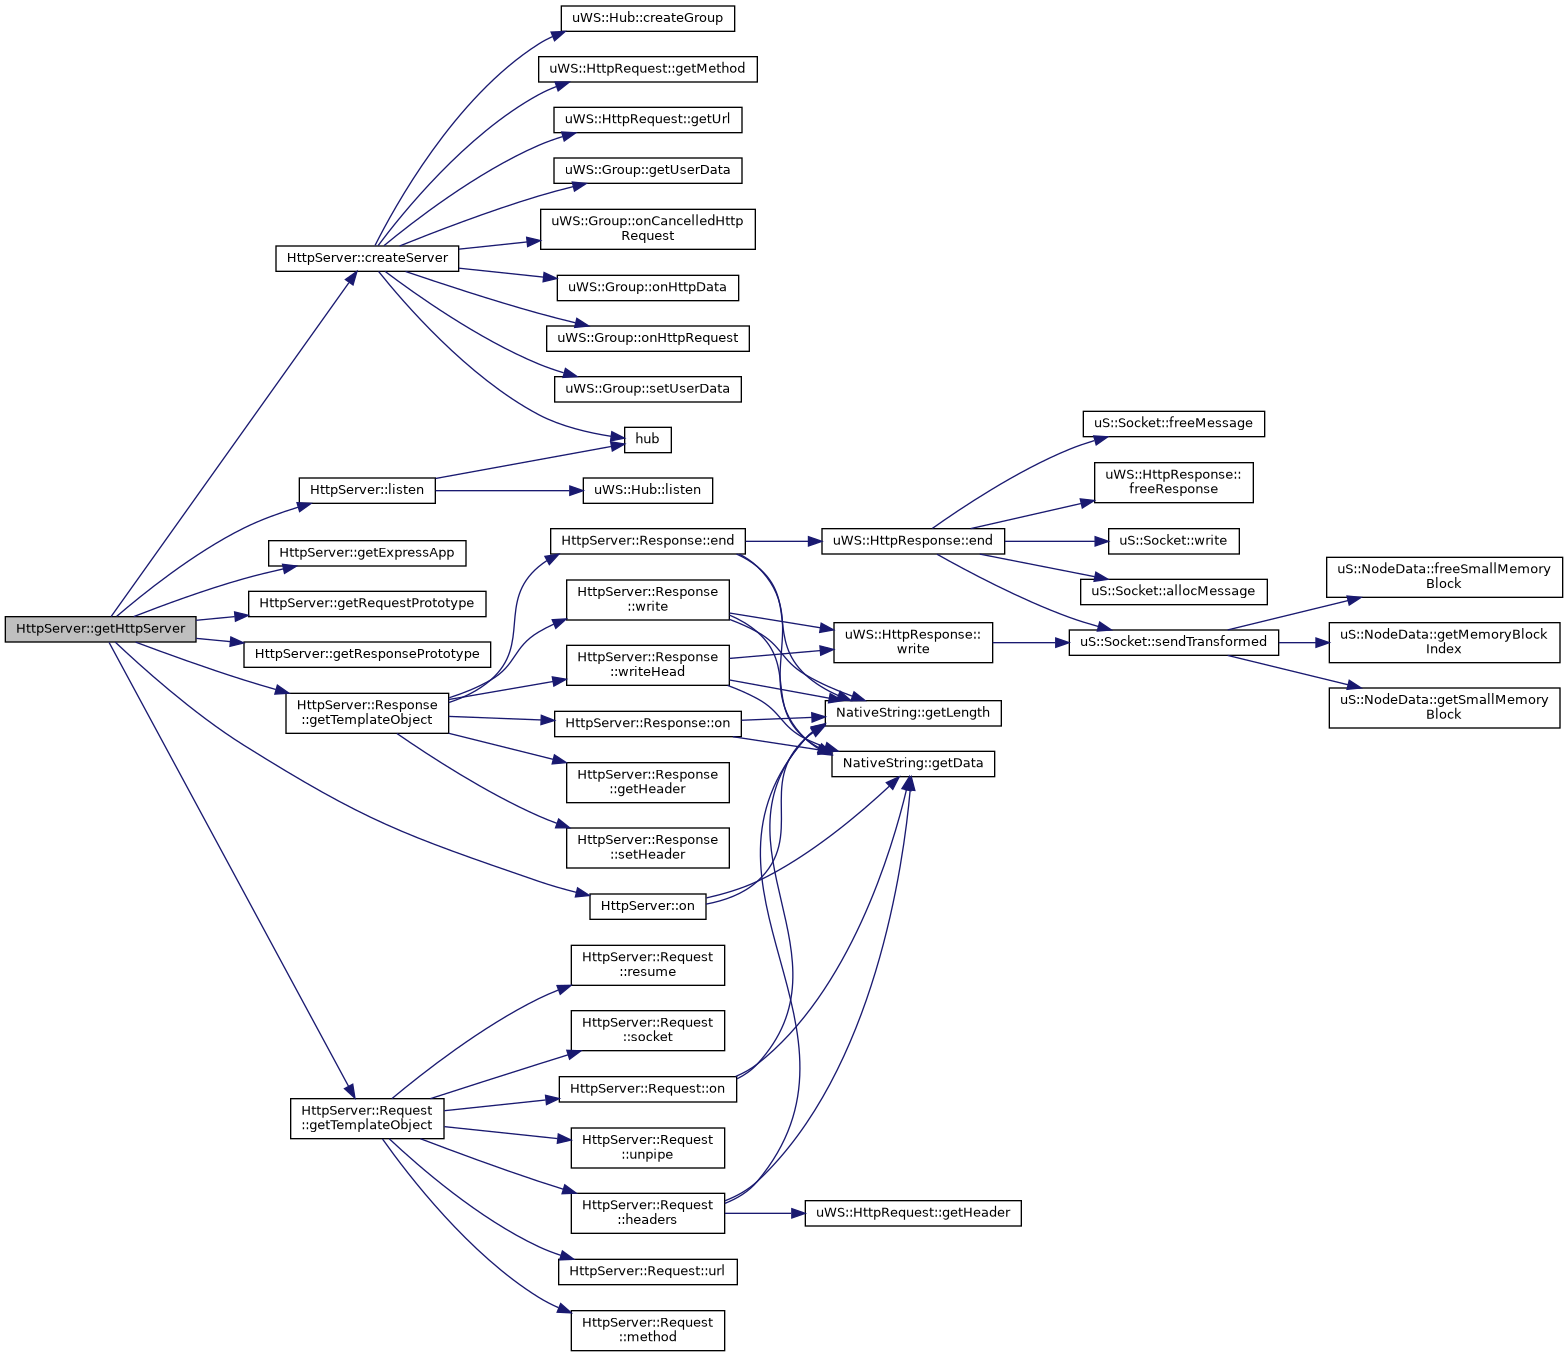 uWS::Hub::createGroup
uWS::HttpRequest::getMethod
uWS::HttpRequest::getUrl
uWS::Group::getUserData
uWS::Group::onCancelledHttp
Request
HttpServer::createServer
uWS::Group::onHttpData
uWS::Group::onHttpRequest
uWS::Group::setUserData
hub
HttpServer::listen
uWS::Hub::listen
HttpServer::getExpressApp
HttpServer::getRequestPrototype
HttpServer::getHttpServer
HttpServer::getResponsePrototype
HttpServer::Response
::getTemplateObject
HttpServer::Response::end
HttpServer::Response
::write
HttpServer::Response
::writeHead
HttpServer::Response::on
HttpServer::Response
::getHeader
HttpServer::Response
::setHeader
HttpServer::on
uWS::HttpResponse::end
uWS::HttpResponse::
write
NativeString::getLength
NativeString::getData
uS::Socket::freeMessage
uWS::HttpResponse::
freeResponse
uS::Socket::write
uS::Socket::allocMessage
uS::Socket::sendTransformed
uS::NodeData::freeSmallMemory
Block
uS::NodeData::getMemoryBlock
Index
uS::NodeData::getSmallMemory
Block
HttpServer::Request
::getTemplateObject
HttpServer::Request
::resume
HttpServer::Request
::socket
HttpServer::Request::on
HttpServer::Request
::unpipe
HttpServer::Request
::headers
uWS::HttpRequest::getHeader
HttpServer::Request::url
HttpServer::Request
::method